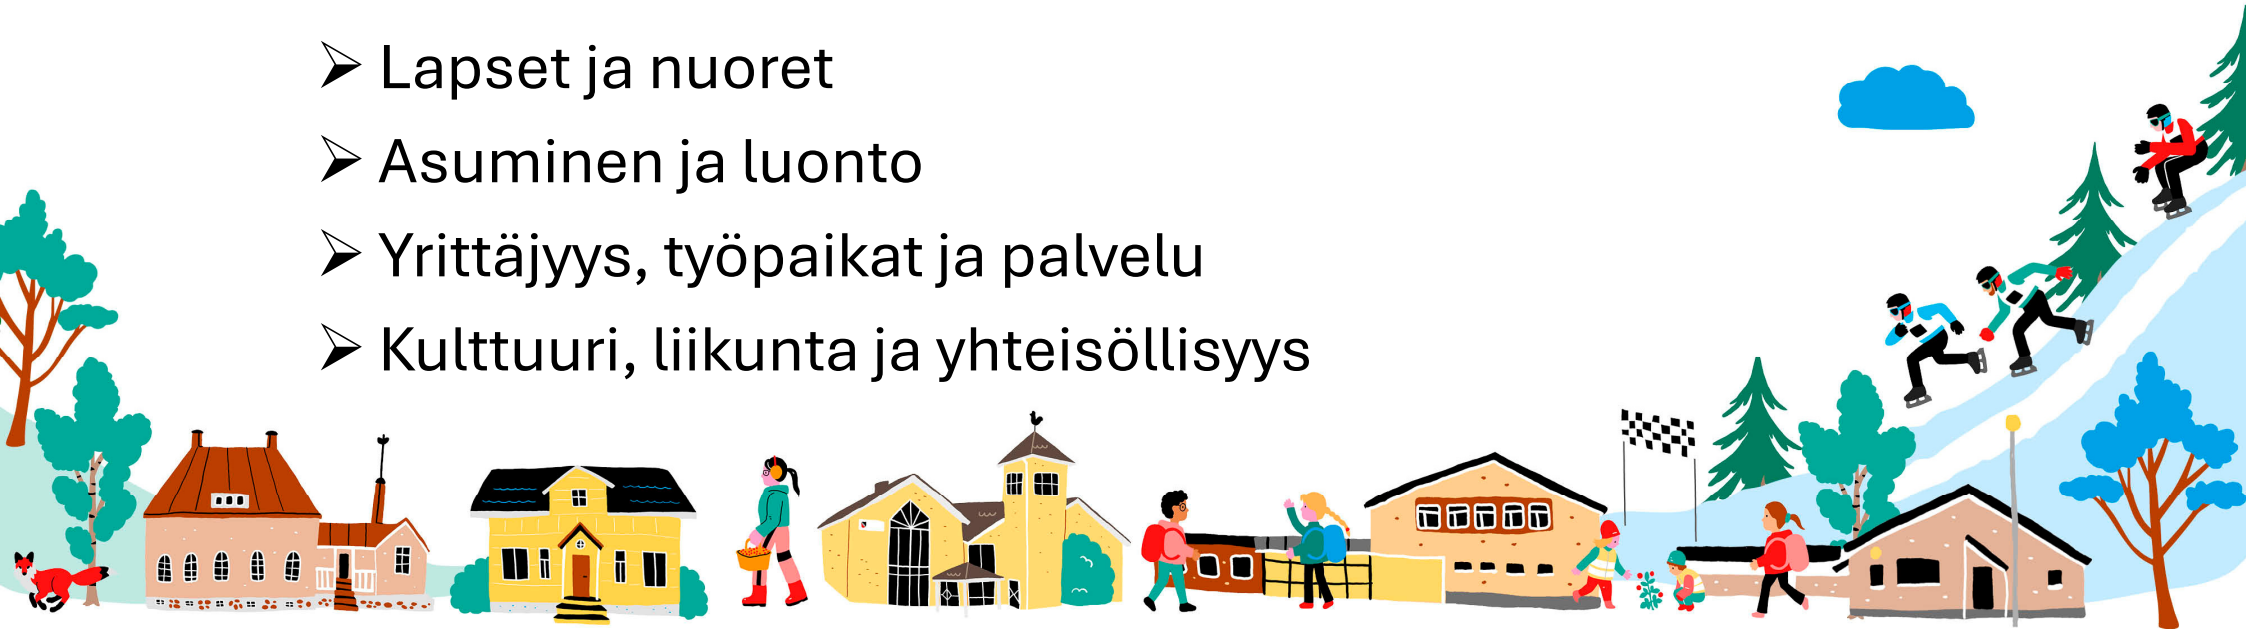 ➢ Lapset ja nuoret
➢ Asuminen ja luonto
➢ Yrittäjyys, työpaikat ja palvelu
➢ Kulttuuri, liikunta ja yhteisöllisyys